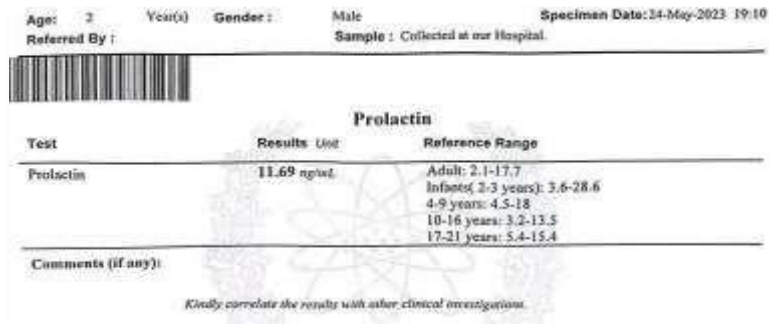 Age: 2 Year(s) Gender: Male Specimen Date: 24-May-2023 19:10
Referred By : Sample : Collected at our Hospital.
Prolactin
Test Results Unit Reference Range
Prolactin 11.69 ng/mL Adult: 2.1-17.7
Infants( 2-3 years): 3.6-28.6
4-9 years: 4.5-18
10-16 years: 3.2-13.5
17-21 years: 5.4-15.4
Comments (if any):
Kindly correlate the results with other clinical investigations.